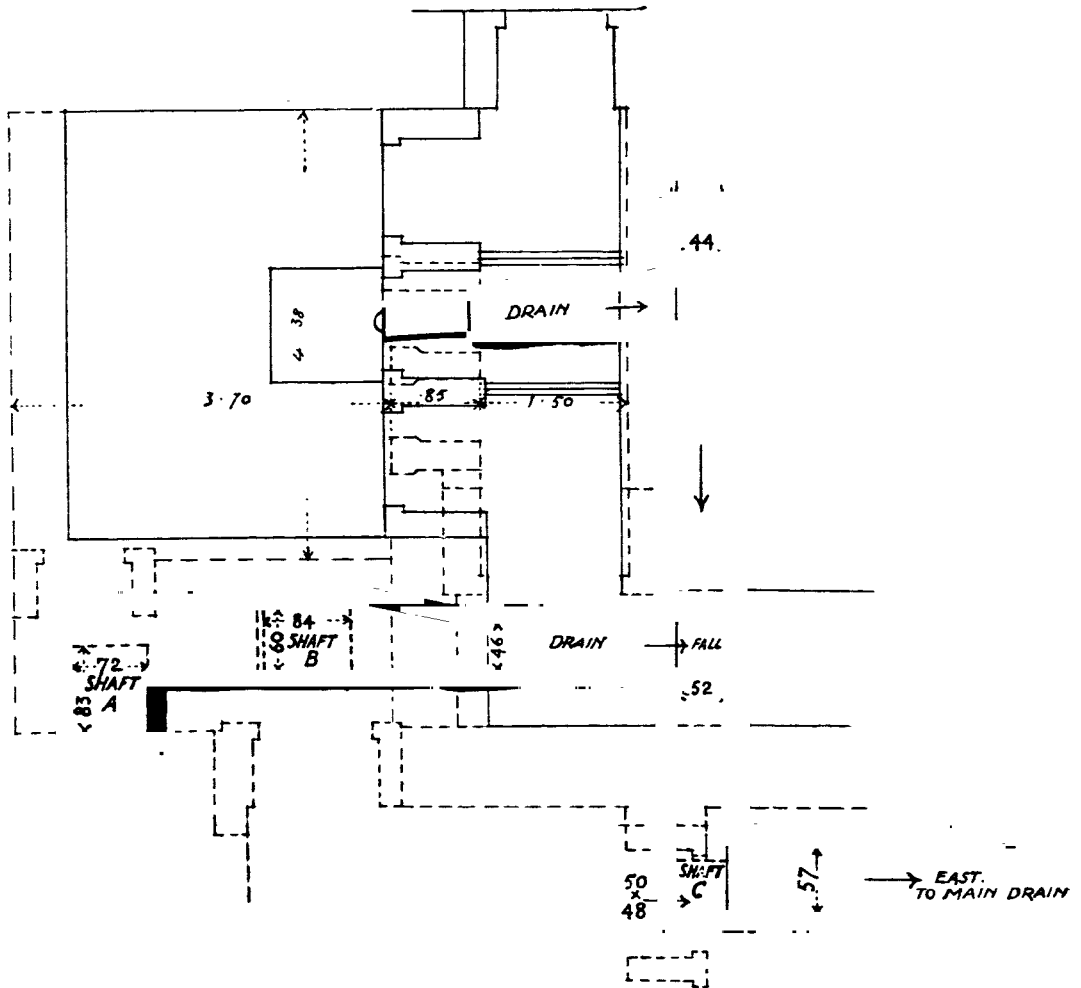 .44.
DRAIN
4 38
3·70
·85
1·50
84
60
SHAFT
B
46
DRAIN
FALL
72
SHAFT
A
83
52
SHAFT
C
50
x
48
57
EAST.
TO MAIN DRAIN